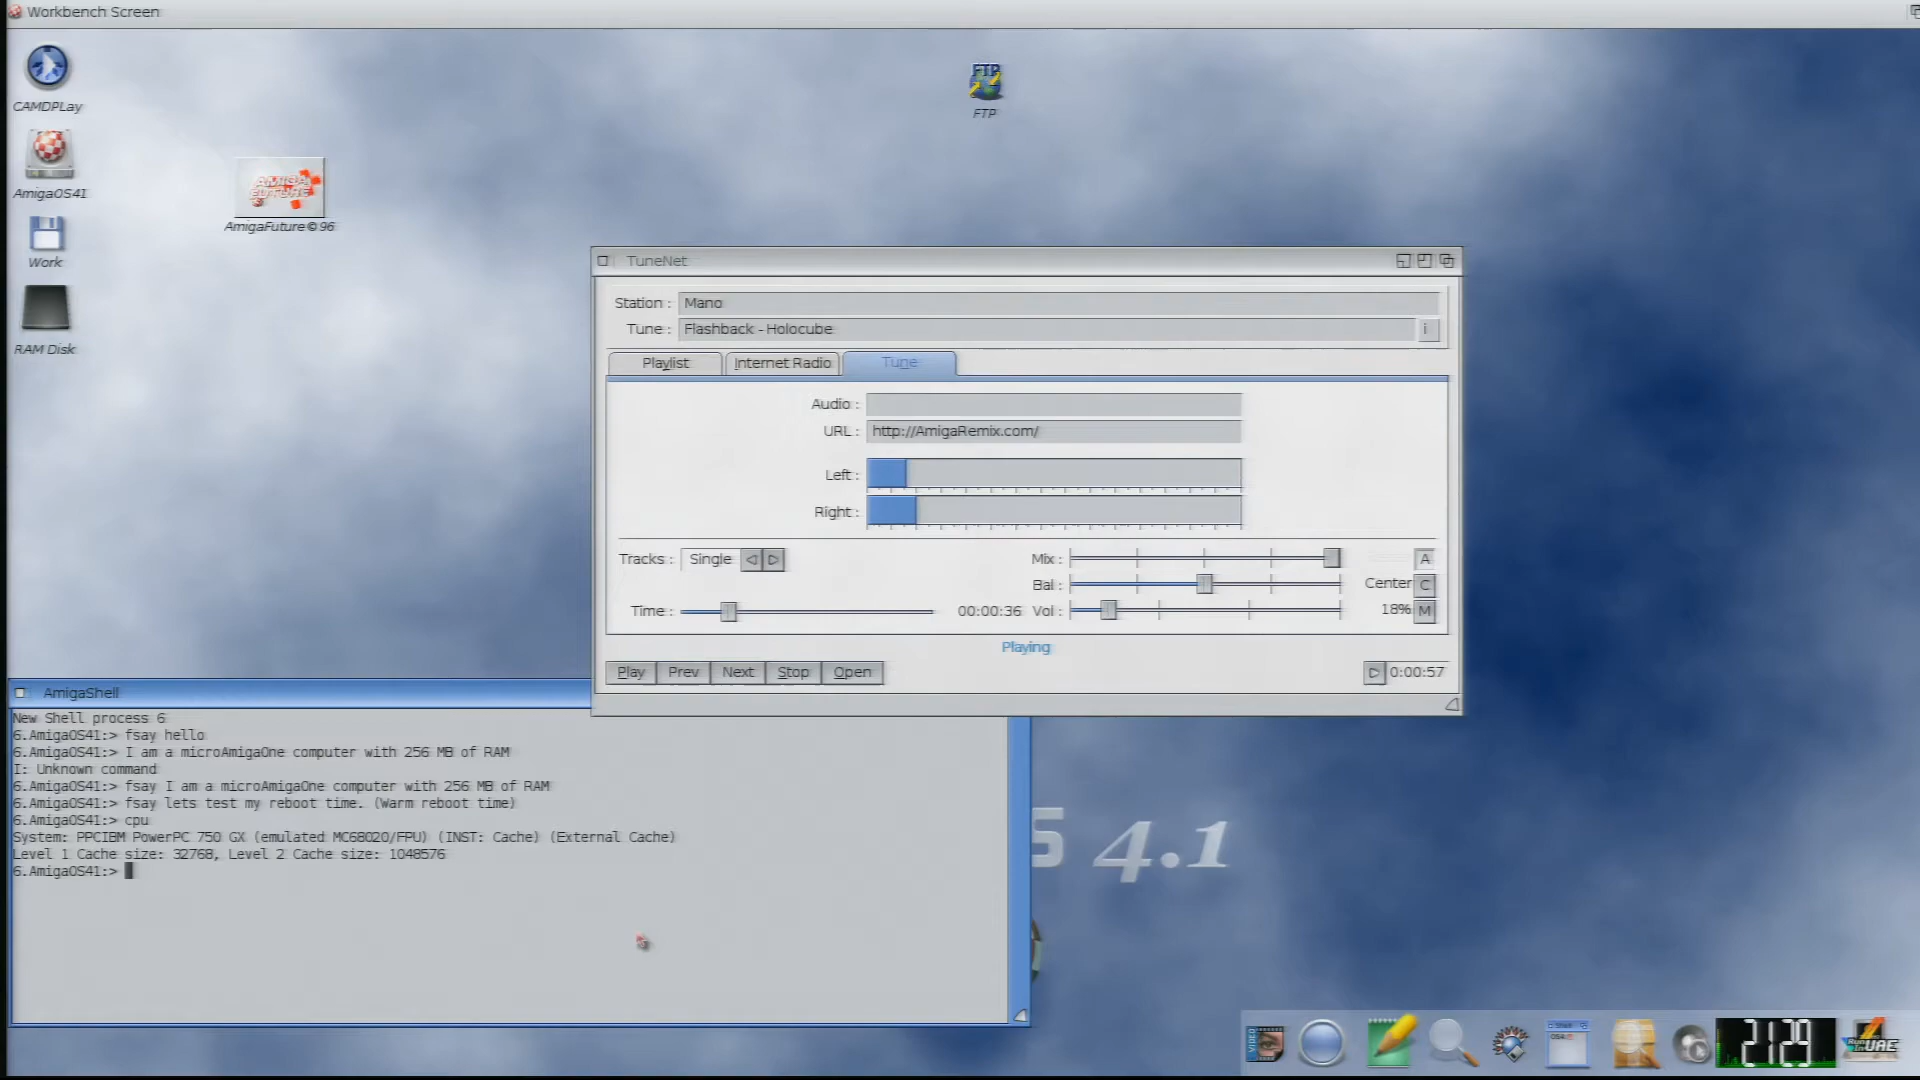 Workbench Screen
CAMDPLay
AmigaOS41
Work
RAM Disk
AMIGA
FUTURE
AmigaFuture©96
FTP
FTP
TuneNet
Station : Mano
Tune : Flashback - Holocube i
Playlist Internet Radio Tune
Audio :
URL : http://AmigaRemix.com/
Left :
Right :
Tracks : Single
Mix : A
Bal : Center C
Time : 00:00:36 Vol : 18% M
Playing
Play Prev Next Stop Open 0:00:57
AmigaShell
New Shell process 6
6.AmigaOS41:> fsay hello
6.AmigaOS41:> I am a microAmigaOne computer with 256 MB of RAM
I: Unknown command
6.AmigaOS41:> fsay I am a microAmigaOne computer with 256 MB of RAM
6.AmigaOS41:> fsay lets test my reboot time. (Warm reboot time)
6.AmigaOS41:> cpu
System: PPCIBM PowerPC 750 GX (emulated MC68020/FPU) (INST: Cache) (External Cache)
Level 1 Cache size: 32768, Level 2 Cache size: 1048576
6.AmigaOS41:>
S 4.1
VIDEO
21:29
Run In UAE